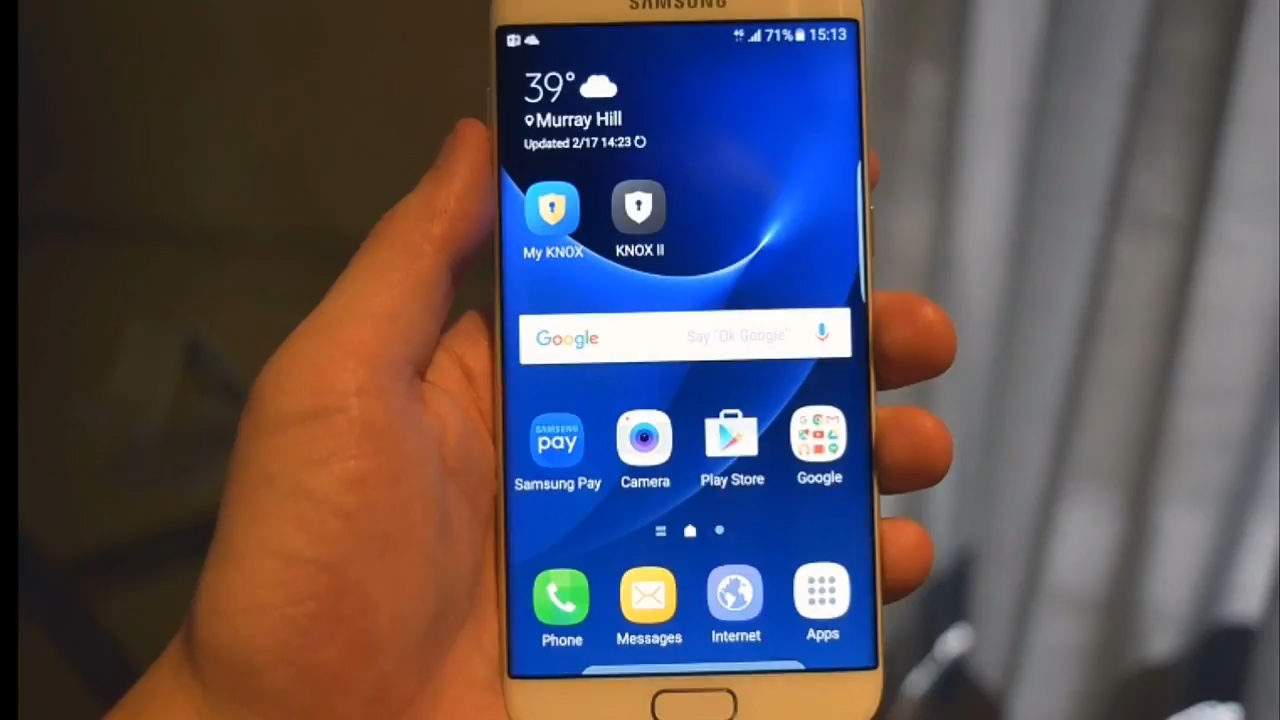 SAMSUNG
4G 71% 15:13
39°
Murray Hill
Updated 2/17 14:23
My KNOX KNOX II
Google Say "Ok Google"
SAMSUNG
pay
Samsung Pay Camera Play Store Google
Phone Messages Internet Apps